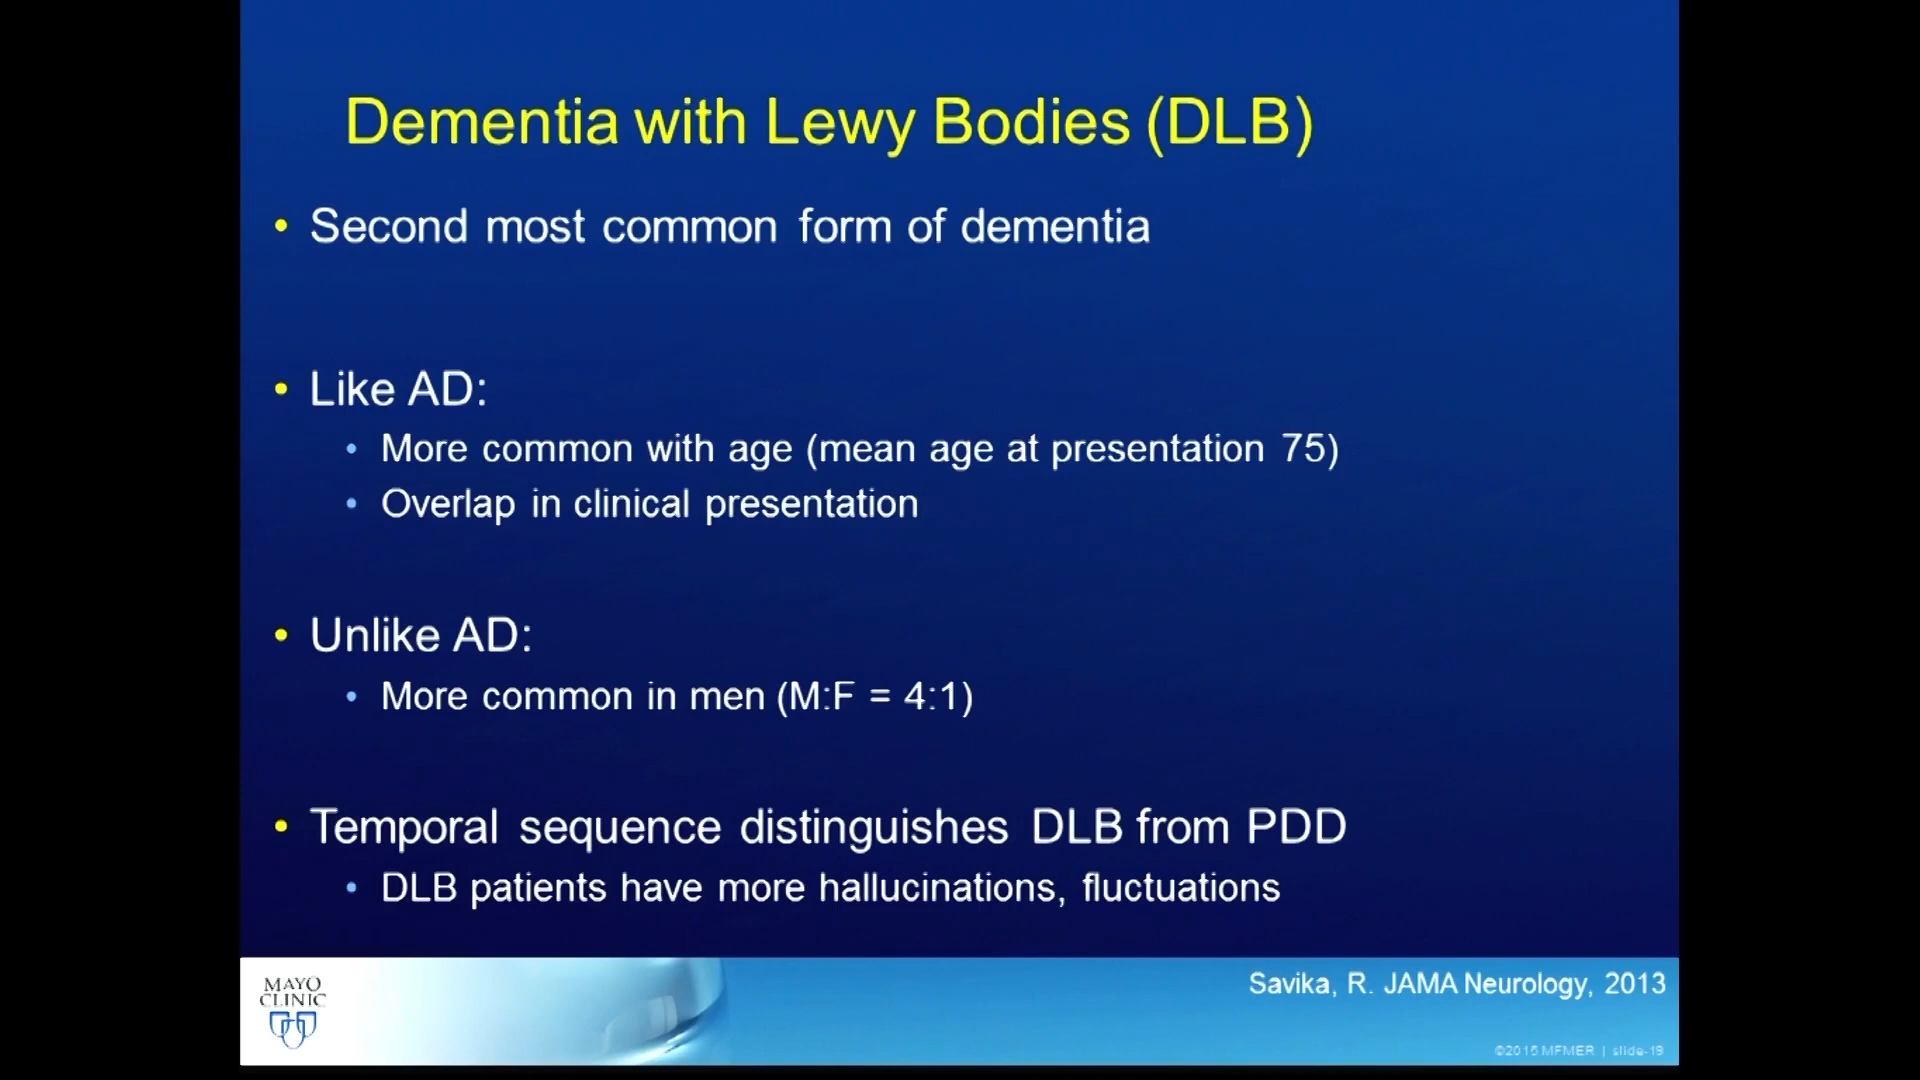 Dementia with Lewy Bodies (DLB)
• Second most common form of dementia
• Like AD:
• More common with age (mean age at presentation 75)
• Overlap in clinical presentation
• Unlike AD:
• More common in men (M:F = 4:1)
• Temporal sequence distinguishes DLB from PDD
• DLB patients have more hallucinations, fluctuations
MAYO
CLINIC
Savika, R. JAMA Neurology, 2013
©2015 MFMER | slide-19